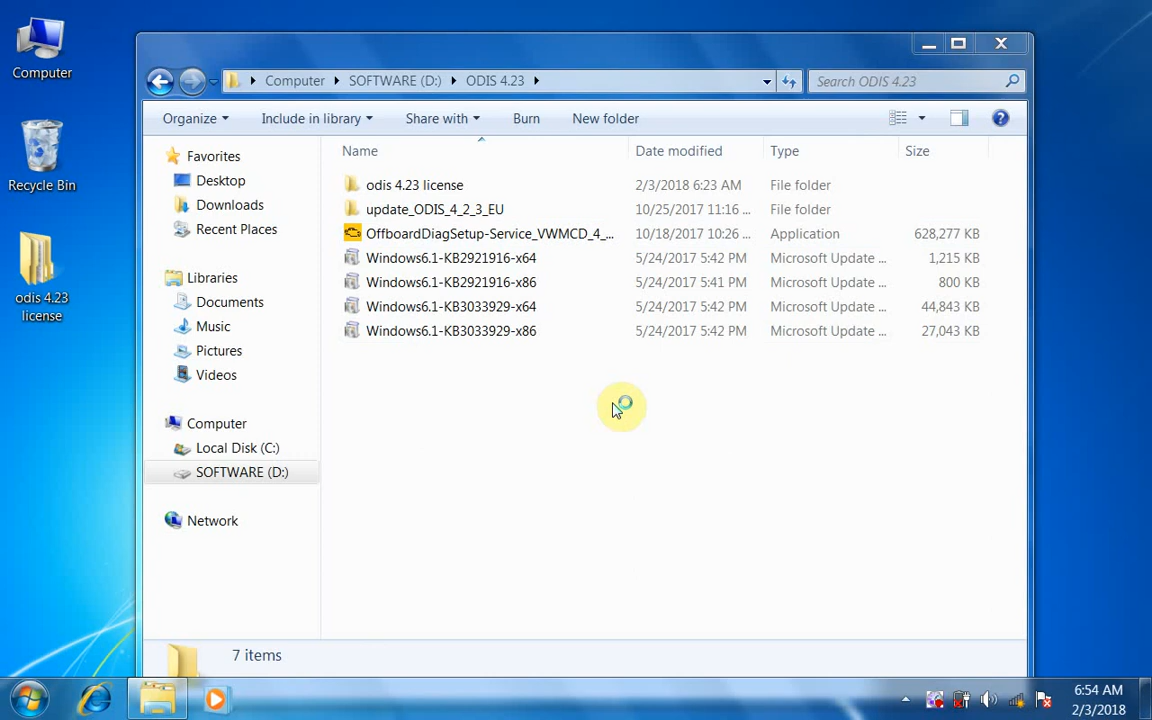 Computer
Recycle Bin
odis 4.23
license
Computer
SOFTWARE (D:)
ODIS 4.23
Search ODIS 4.23
Organize
Include in library
Share with
Burn
New folder
Name
Date modified
Type
Size
Favorites
Desktop
Downloads
Recent Places
Libraries
Documents
Music
Pictures
Videos
Computer
Local Disk (C:)
SOFTWARE (D:)
Network
odis 4.23 license 2/3/2018 6:23 AM File folder
update_ODIS_4_2_3_EU 10/25/2017 11:16 ... File folder
OffboardDiagSetup-Service_VWMCD_4_... 10/18/2017 10:26 ... Application 628,277 KB
Windows6.1-KB2921916-x64 5/24/2017 5:42 PM Microsoft Update ... 1,215 KB
Windows6.1-KB2921916-x86 5/24/2017 5:41 PM Microsoft Update ... 800 KB
Windows6.1-KB3033929-x64 5/24/2017 5:42 PM Microsoft Update ... 44,843 KB
Windows6.1-KB3033929-x86 5/24/2017 5:42 PM Microsoft Update ... 27,043 KB
7 items
6:54 AM
2/3/2018